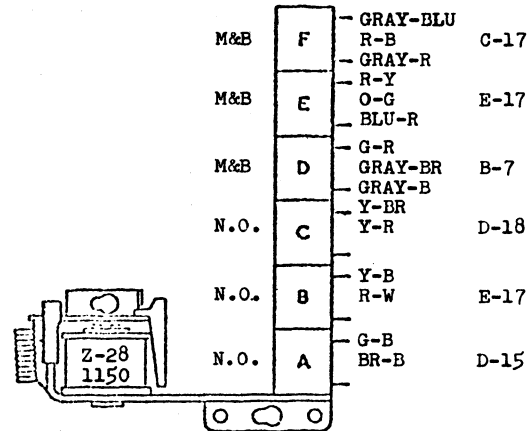 GRAY-BLU
M&B F R-B C-17
GRAY-R
R-Y
M&B E O-G E-17
BLU-R
G-R
M&B D GRAY-BR B-7
GRAY-B
Y-BR
N.O. C Y-R D-18
Y-B
N.O. B R-W E-17
G-B
N.O. A BR-B D-15
Z-28
1150